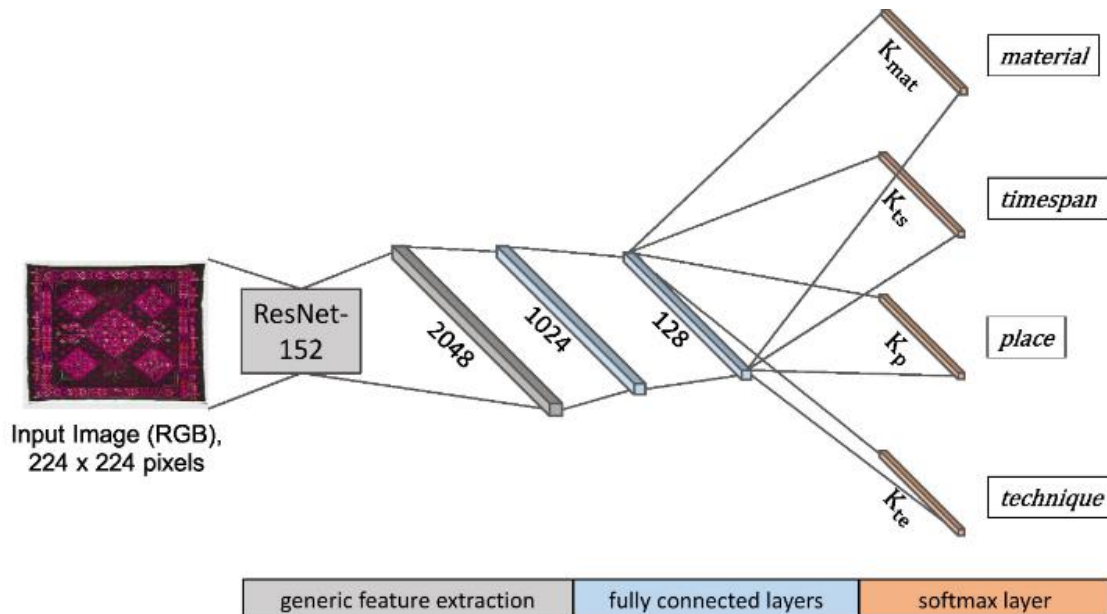 K_mat
material
K_ts
timespan
ResNet-
152
2048
1024
128
K_p
place
Input Image (RGB),
224 x 224 pixels
K_te
technique
generic feature extraction
fully connected layers
softmax layer